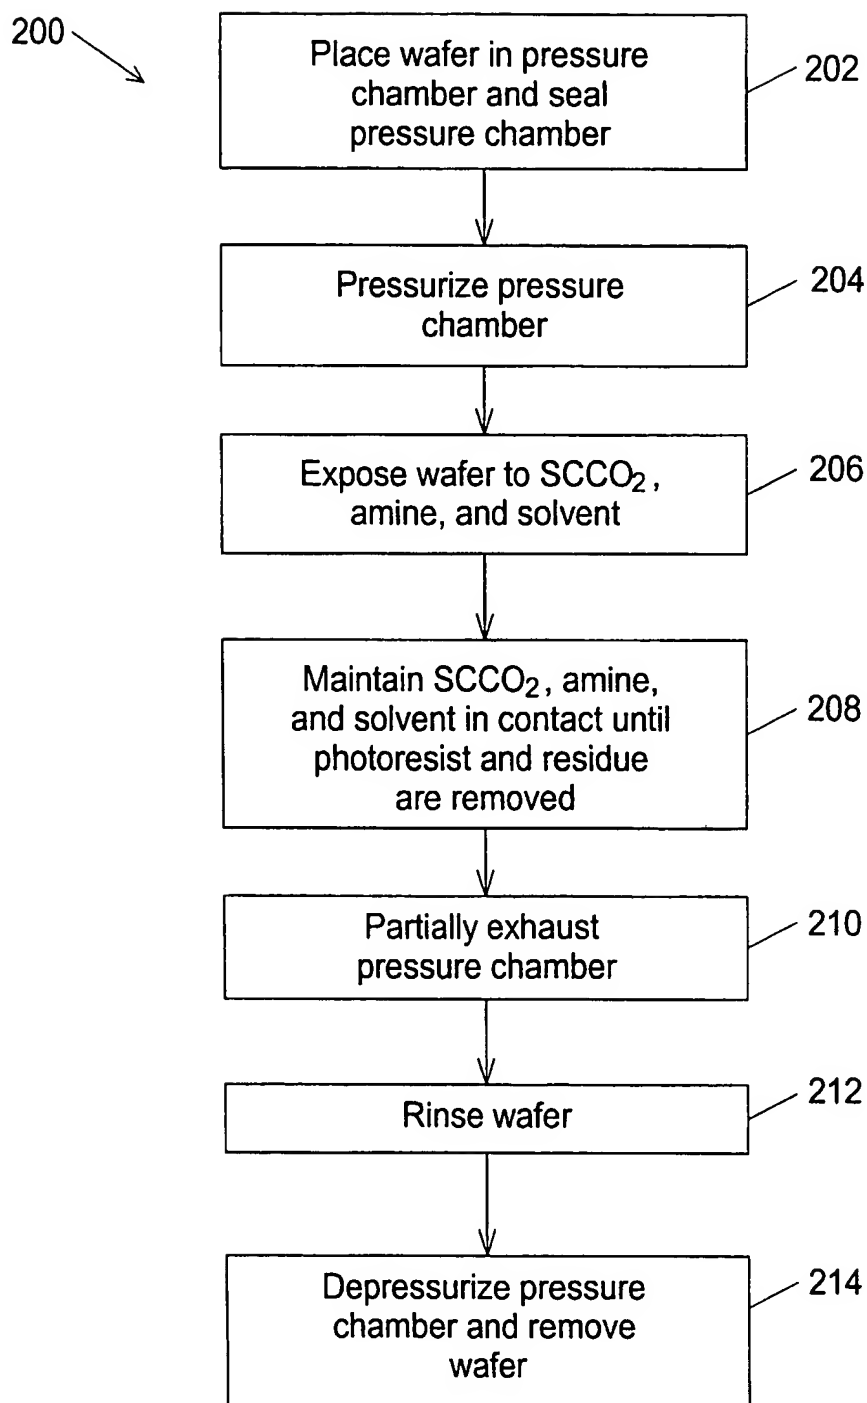 200
Place wafer in pressure
chamber and seal
pressure chamber
202
Pressurize pressure
chamber
204
Expose wafer to SCCO₂,
amine, and solvent
206
Maintain SCCO₂, amine,
and solvent in contact until
photoresist and residue
are removed
208
Partially exhaust
pressure chamber
210
Rinse wafer
212
Depressurize pressure
chamber and remove
wafer
214